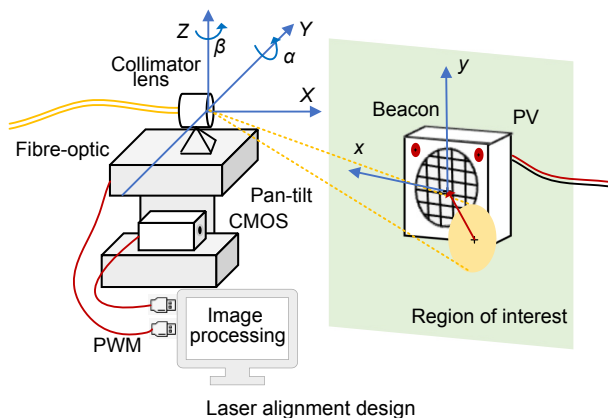 Z
β
Y
α
Collimator
lens
X
y
Beacon
PV
Fibre-optic
x
Pan-tilt
CMOS
Image
processing
Region of interest
PWM
Laser alignment design